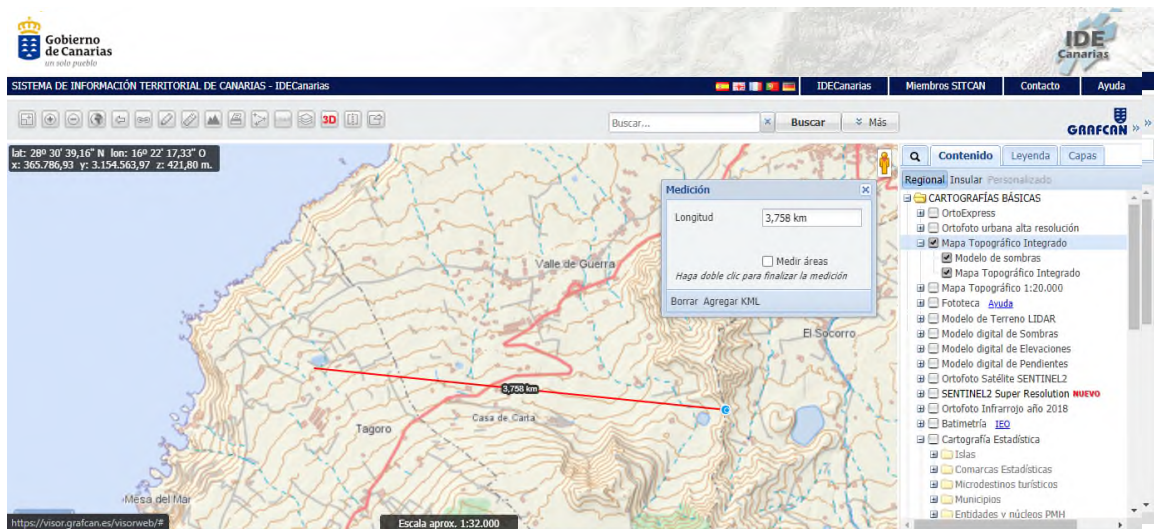 Gobierno
de Canarias
un solo pueblo
IDE
Canarias
SISTEMA DE INFORMACIÓN TERRITORIAL DE CANARIAS - IDECanarias
IDECanarias
Miembros SITCAN
Contacto
Ayuda
3D
Buscar...
Buscar
Más
GRAFCAN
lat: 28º 30' 39,16" N lon: 16º 22' 17,33" O
x: 365.786,93 y: 3.154.563,97 z: 421,80 m.
Medición
Longitud
3,758 km
Medir áreas
Haga doble clic para finalizar la medición
Borrar Agregar KML
Valle de Guerra
El Socorro
3,758 km
Casa de Carta
Tagoro
Mesa del Mar
https://visor.grafcan.es/visorweb/#
Escala aprox. 1:32.000
Contenido
Leyenda
Capas
Regional Insular Personalizado
CARTOGRAFÍAS BÁSICAS
OrtoExpress
Ortofoto urbana alta resolución
Mapa Topográfico Integrado
Modelo de sombras
Mapa Topográfico Integrado
Mapa Topográfico 1:20.000
Fototeca Ayuda
Modelo de Terreno LIDAR
Modelo digital de Sombras
Modelo digital de Elevaciones
Modelo digital de Pendientes
Ortofoto Satélite SENTINEL2
SENTINEL2 Super Resolution NUEVO
Ortofoto Infrarrojo año 2018
Batimetría IEO
Cartografía Estadística
Islas
Comarcas Estadísticas
Microdestinos turísticos
Municipios
Entidades y núcleos PMH